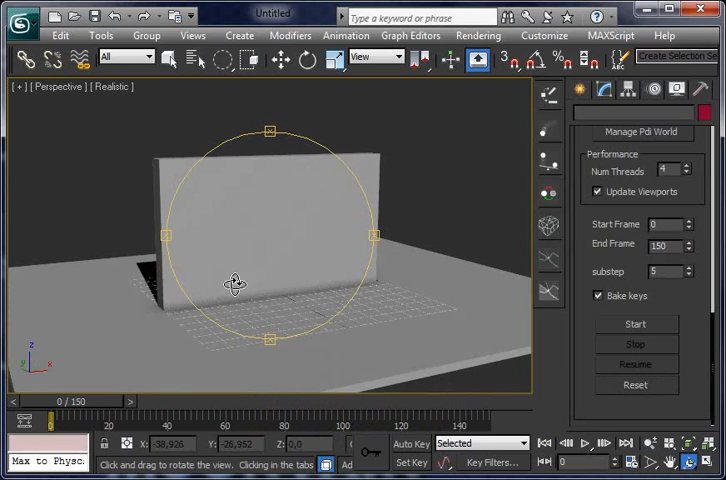 Untitled
Type a keyword or phrase
Edit Tools Group Views Create Modifiers Animation Graph Editors Rendering Customize MAXScript Help
All
View
Create Selection Se
[ + ] [ Perspective ] [ Realistic ]
Manage Pdi World
Performance
Num Threads 4
Update Viewports
Start Frame 0
End Frame 150
substep 5
Bake keys
Start
Stop
Resume
Reset
z
y x
0 / 150
0 20 40 60 80 100 120 140
X: -38,926 Y: -26,952 Z: 0,0
Auto Key
Selected
Max to Physc
Click and drag to rotate the view. Clicking in the tabs
Ad
Set Key
Key Filters...
0